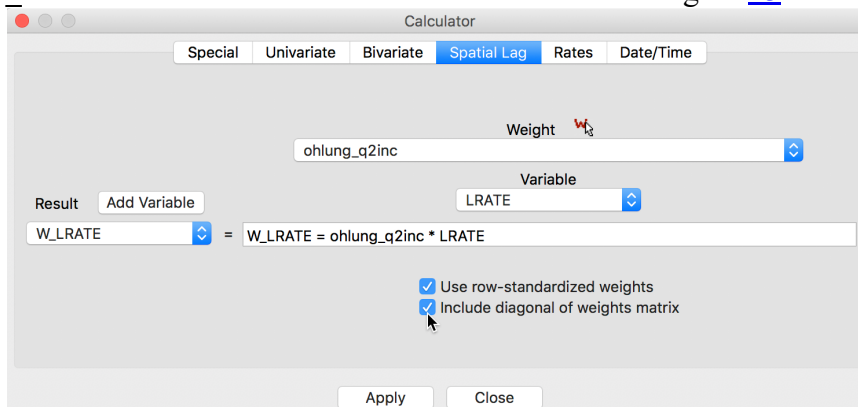 Calculator
Special Univariate Bivariate Spatial Lag Rates Date/Time
Weight
ohlung_q2inc
Variable
Result Add Variable LRATE
W_LRATE = W_LRATE = ohlung_q2inc * LRATE
Use row-standardized weights
Include diagonal of weights matrix
Apply Close